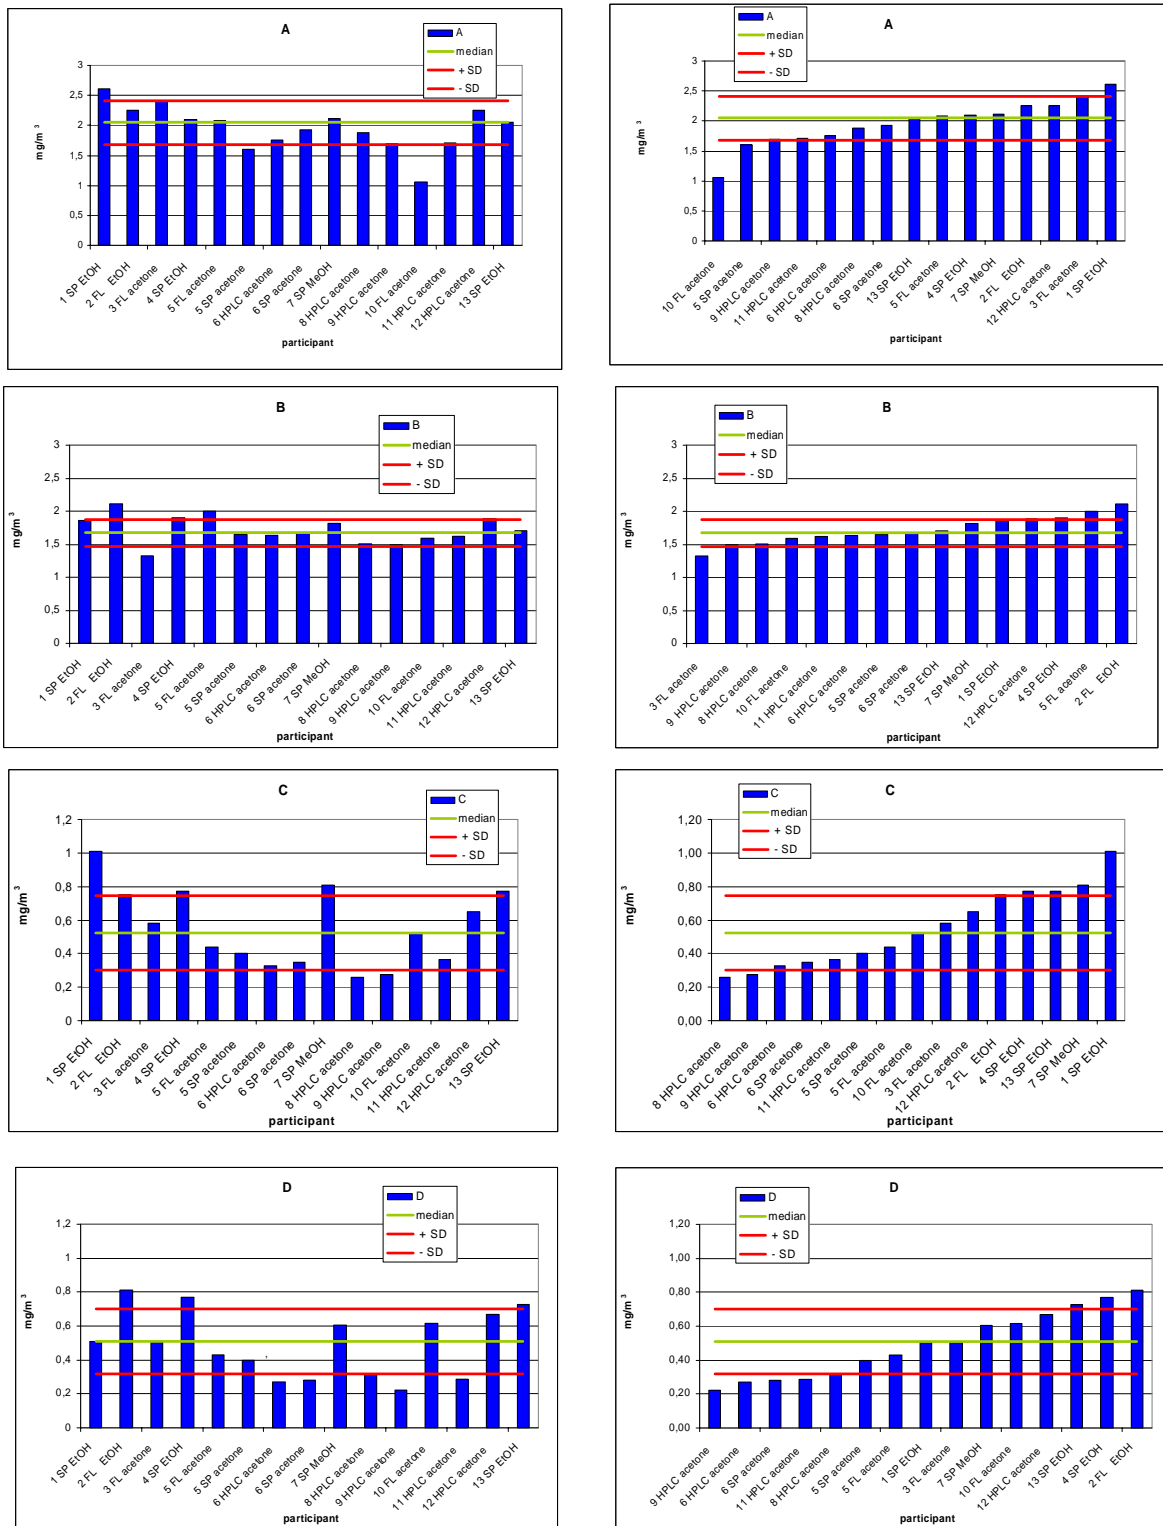 A
A
median
+ SD
- SD
3
2,5
2
1,5
1
0,5
0
mg/m³
1 SP EtOH
2 FL EtOH
3 FL acetone
4 SP EtOH
5 FL acetone
5 SP acetone
6 HPLC acetone
6 SP acetone
7 SP MeOH
8 HPLC acetone
9 HPLC acetone
10 FL acetone
11 HPLC acetone
12 HPLC acetone
13 SP EtOH
participant
A
A
median
+ SD
- SD
3
2,5
2
1,5
1
0,5
0
mg/m³
10 FL acetone
5 SP acetone
9 HPLC acetone
11 HPLC acetone
6 HPLC acetone
8 HPLC acetone
6 SP acetone
13 SP EtOH
5 FL acetone
4 SP EtOH
7 SP MeOH
2 FL EtOH
12 HPLC acetone
3 FL acetone
1 SP EtOH
participant
B
B
median
+ SD
- SD
3
2,5
2
1,5
1
0,5
0
mg/m³
1 SP EtOH
2 FL EtOH
3 FL acetone
4 SP EtOH
5 FL acetone
5 SP acetone
6 HPLC acetone
6 SP acetone
7 SP MeOH
8 HPLC acetone
9 HPLC acetone
10 FL acetone
11 HPLC acetone
12 HPLC acetone
13 SP EtOH
participant
B
B
median
+ SD
- SD
3
2,5
2
1,5
1
0,5
0
mg/m³
3 FL acetone
9 HPLC acetone
8 HPLC acetone
10 FL acetone
11 HPLC acetone
6 HPLC acetone
5 SP acetone
6 SP acetone
13 SP EtOH
7 SP MeOH
1 SP EtOH
12 HPLC acetone
4 SP EtOH
5 FL acetone
2 FL EtOH
participant
C
C
median
+ SD
- SD
1,2
1
0,8
0,6
0,4
0,2
0
mg/m³
1 SP EtOH
2 FL EtOH
3 FL acetone
4 SP EtOH
5 FL acetone
5 SP acetone
6 HPLC acetone
6 SP acetone
7 SP MeOH
8 HPLC acetone
9 HPLC acetone
10 FL acetone
11 HPLC acetone
12 HPLC acetone
13 SP EtOH
participant
C
C
median
+ SD
- SD
1,20
1,00
0,80
0,60
0,40
0,20
0,00
mg/m³
8 HPLC acetone
9 HPLC acetone
6 HPLC acetone
6 SP acetone
11 HPLC acetone
5 SP acetone
5 FL acetone
10 FL acetone
3 FL acetone
12 HPLC acetone
2 FL EtOH
4 SP EtOH
13 SP EtOH
7 SP MeOH
1 SP EtOH
participant
D
D
median
+ SD
- SD
1,2
1
0,8
0,6
0,4
0,2
0
mg/m³
1 SP EtOH
2 FL EtOH
3 FL acetone
4 SP EtOH
5 FL acetone
5 SP acetone
6 HPLC acetone
6 SP acetone
7 SP MeOH
8 HPLC acetone
9 HPLC acetone
10 FL acetone
11 HPLC acetone
12 HPLC acetone
13 SP EtOH
participant
D
D
median
+ SD
- SD
1,20
1,00
0,80
0,60
0,40
0,20
0,00
mg/m³
9 HPLC acetone
6 HPLC acetone
6 SP acetone
11 HPLC acetone
8 HPLC acetone
5 SP acetone
5 FL acetone
1 SP EtOH
3 FL acetone
7 SP MeOH
10 FL acetone
12 HPLC acetone
13 SP EtOH
4 SP EtOH
2 FL EtOH
participant